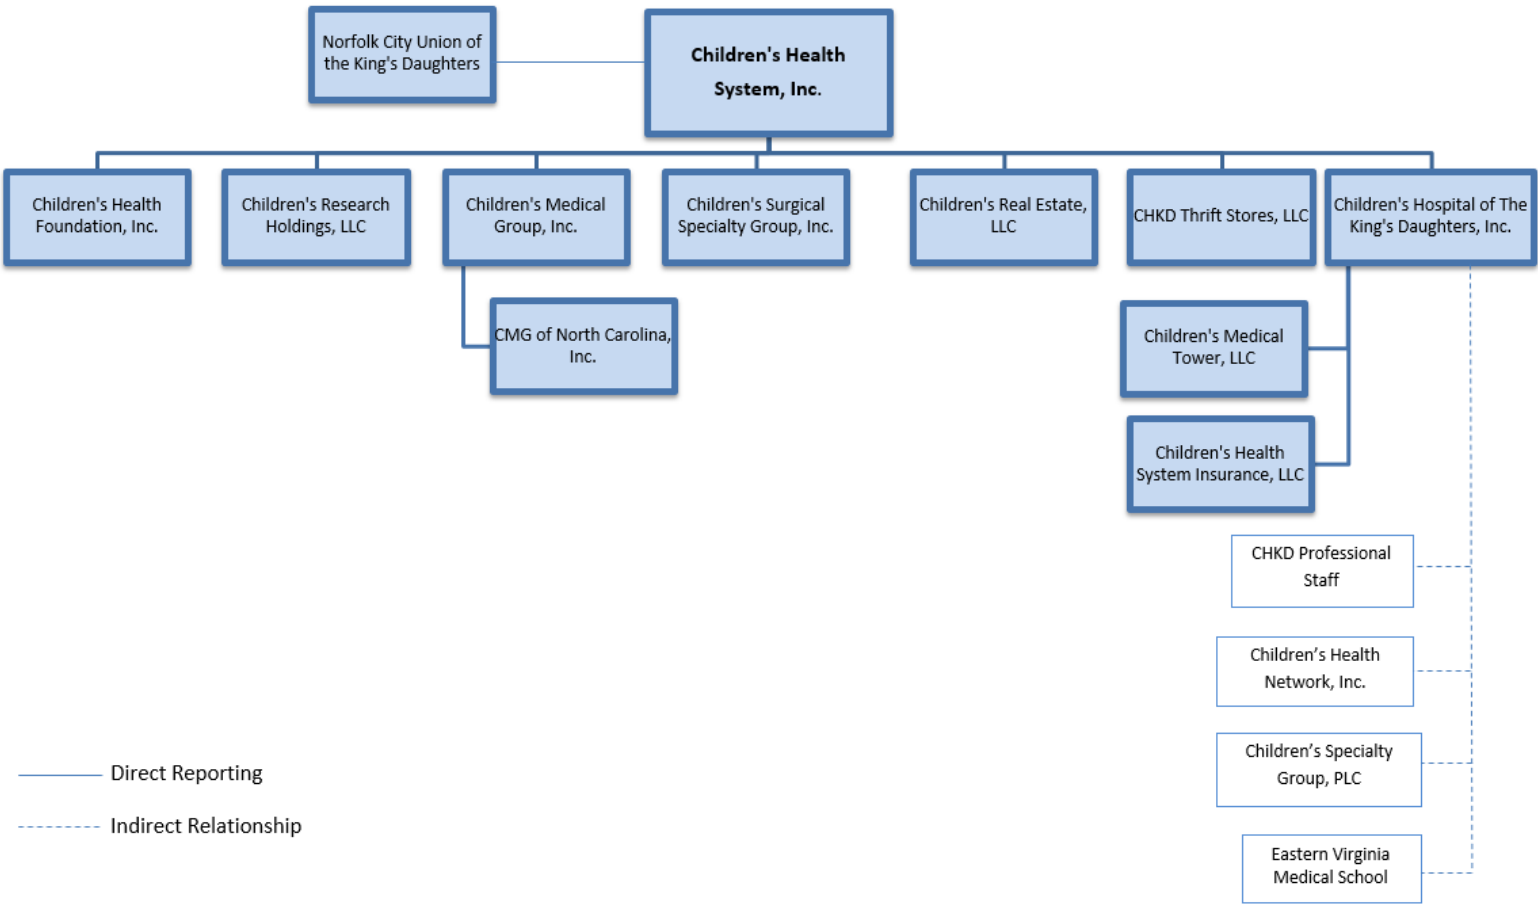 Norfolk City Union of
the King's Daughters
Children's Health
System, Inc.
Children's Health
Foundation, Inc.
Children's Research
Holdings, LLC
Children's Medical
Group, Inc.
Children's Surgical
Specialty Group, Inc.
Children's Real Estate,
LLC
CHKD Thrift Stores, LLC
Children's Hospital of The
King's Daughters, Inc.
CMG of North Carolina,
Inc.
Children's Medical
Tower, LLC
Children's Health
System Insurance, LLC
CHKD Professional
Staff
Children’s Health
Network, Inc.
Children’s Specialty
Group, PLC
Eastern Virginia
Medical School
Direct Reporting
Indirect Relationship